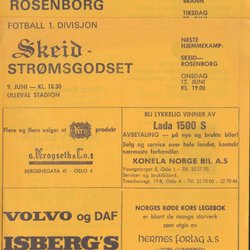 ROSENBORG
BRANN
TIRSDAG
FOTBALL 1. DIVISJON
Skeid -
STRØMSGODSET
9. JUNI — KL. 18.30
ULLEVÅL STADION
NESTE
HJEMMEKAMP:
SKEID—
ROSENBORG
ONSDAG
12. JUNI
KL. 19.00
Flere og flere velger et
produkt
BERGENSGATA 41 - OSLO 4
BLI LYKKELIG VINNER AV
Lada 1500 S
AVBETALING — på nye og brukte biler!
Salg og service over hele landet, kontakt
nærmeste forhandler.
KONELA NORGE BIL A.S
VOLVO og DAF
ISBERG'S
NORGES RØDE KORS LEGEBOK
er blant de mange storverk
som utgis av
hermes forlag a.s